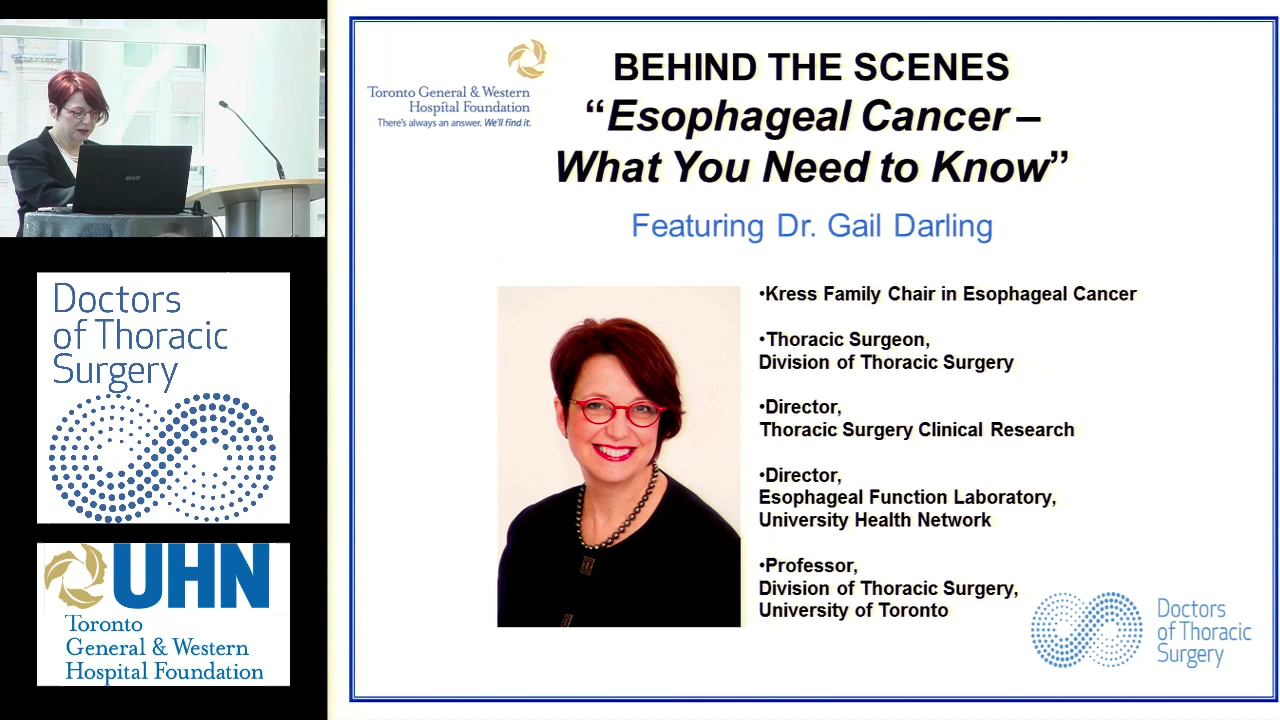 acer
Doctors
of Thoracic
Surgery
UHN
Toronto
General & Western
Hospital Foundation
Toronto General & Western
Hospital Foundation
There's always an answer. We'll find it.
BEHIND THE SCENES
“Esophageal Cancer –
What You Need to Know”
Featuring Dr. Gail Darling
•Kress Family Chair in Esophageal Cancer
•Thoracic Surgeon,
Division of Thoracic Surgery
•Director,
Thoracic Surgery Clinical Research
•Director,
Esophageal Function Laboratory,
University Health Network
•Professor,
Division of Thoracic Surgery,
University of Toronto
Doctors
of Thoracic
Surgery